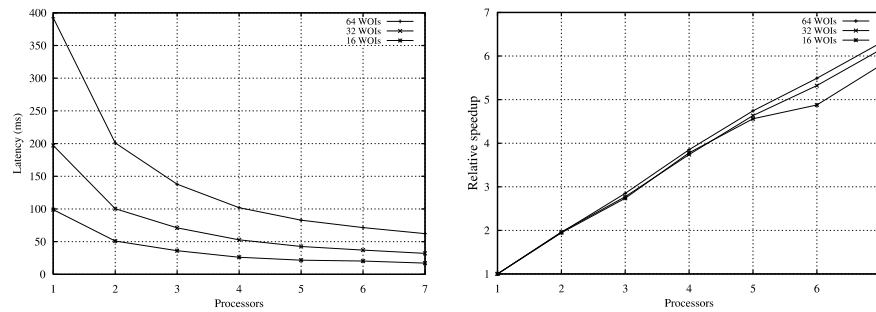 400
350
300
250
200
150
100
50
0
Latency (ms)
64 WOIs
32 WOIs
16 WOIs
1 2 3 4 5 6 7
Processors
7
6
5
4
3
2
1
Relative speedup
64 WOIs
32 WOIs
16 WOIs
1 2 3 4 5 6
Processors